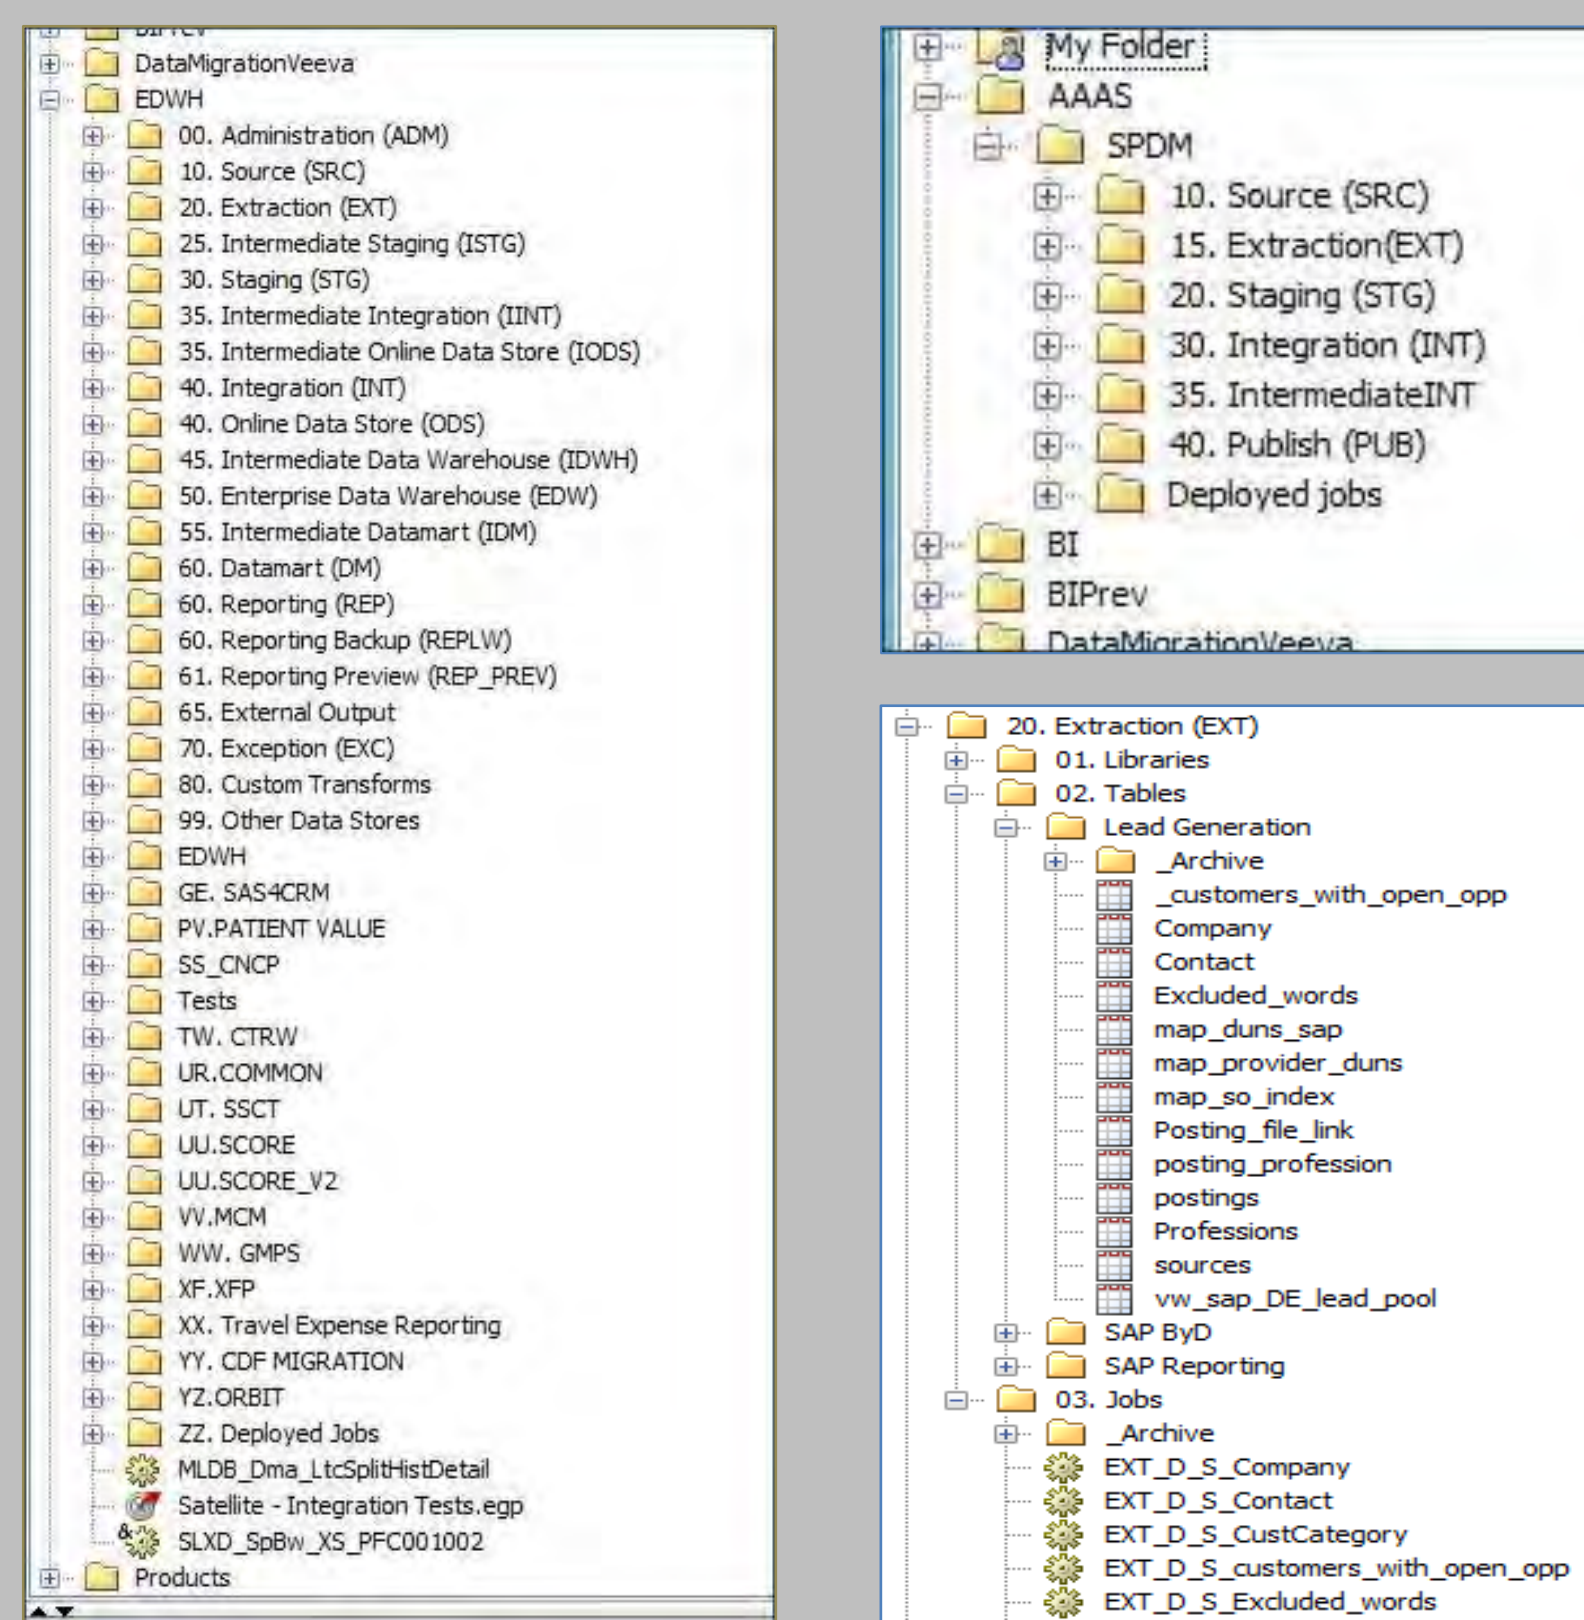 BIPrev
DataMigrationVeeva
EDWH
00. Administration (ADM)
10. Source (SRC)
20. Extraction (EXT)
25. Intermediate Staging (ISTG)
30. Staging (STG)
35. Intermediate Integration (IINT)
35. Intermediate Online Data Store (IODS)
40. Integration (INT)
40. Online Data Store (ODS)
45. Intermediate Data Warehouse (IDWH)
50. Enterprise Data Warehouse (EDW)
55. Intermediate Datamart (IDM)
60. Datamart (DM)
60. Reporting (REP)
60. Reporting Backup (REPLW)
61. Reporting Preview (REP_PREV)
65. External Output
70. Exception (EXC)
80. Custom Transforms
99. Other Data Stores
EDWH
GE. SAS4CRM
PV.PATIENT VALUE
SS_CNCP
Tests
TW. CTRW
UR.COMMON
UT. SSCT
UU.SCORE
UU.SCORE_V2
VV.MCM
WW. GMPS
XF.XFP
XX. Travel Expense Reporting
YY. CDF MIGRATION
YZ.ORBIT
ZZ. Deployed Jobs
MLDB_Dma_LtcSplitHistDetail
Satellite - Integration Tests.egp
SLXD_SpBw_XS_PFC001002
Products
My Folder
AAAS
SPDM
10. Source (SRC)
15. Extraction(EXT)
20. Staging (STG)
30. Integration (INT)
35. IntermediateINT
40. Publish (PUB)
Deployed jobs
BI
BIPrev
DataMigrationVeeva
20. Extraction (EXT)
01. Libraries
02. Tables
Lead Generation
_Archive
_customers_with_open_opp
Company
Contact
Excluded_words
map_duns_sap
map_provider_duns
map_so_index
Posting_file_link
posting_profession
postings
Professions
sources
vw_sap_DE_lead_pool
SAP ByD
SAP Reporting
03. Jobs
_Archive
EXT_D_S_Company
EXT_D_S_Contact
EXT_D_S_CustCategory
EXT_D_S_customers_with_open_opp
EXT_D_S_Excluded_words